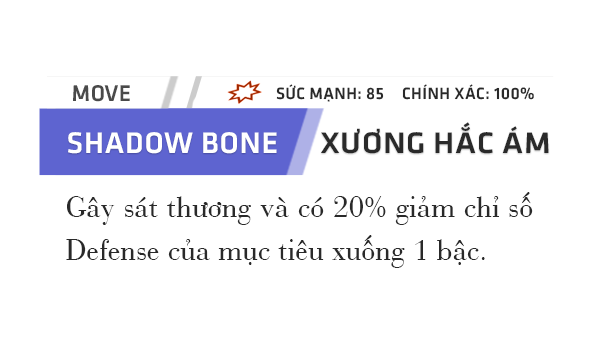 MOVE SỨC MẠNH: 85 CHÍNH XÁC: 100%
SHADOW BONE XƯƠNG HẮC ÁM
Gây sát thương và có 20% giảm chỉ số
Defense của mục tiêu xuống 1 bậc.